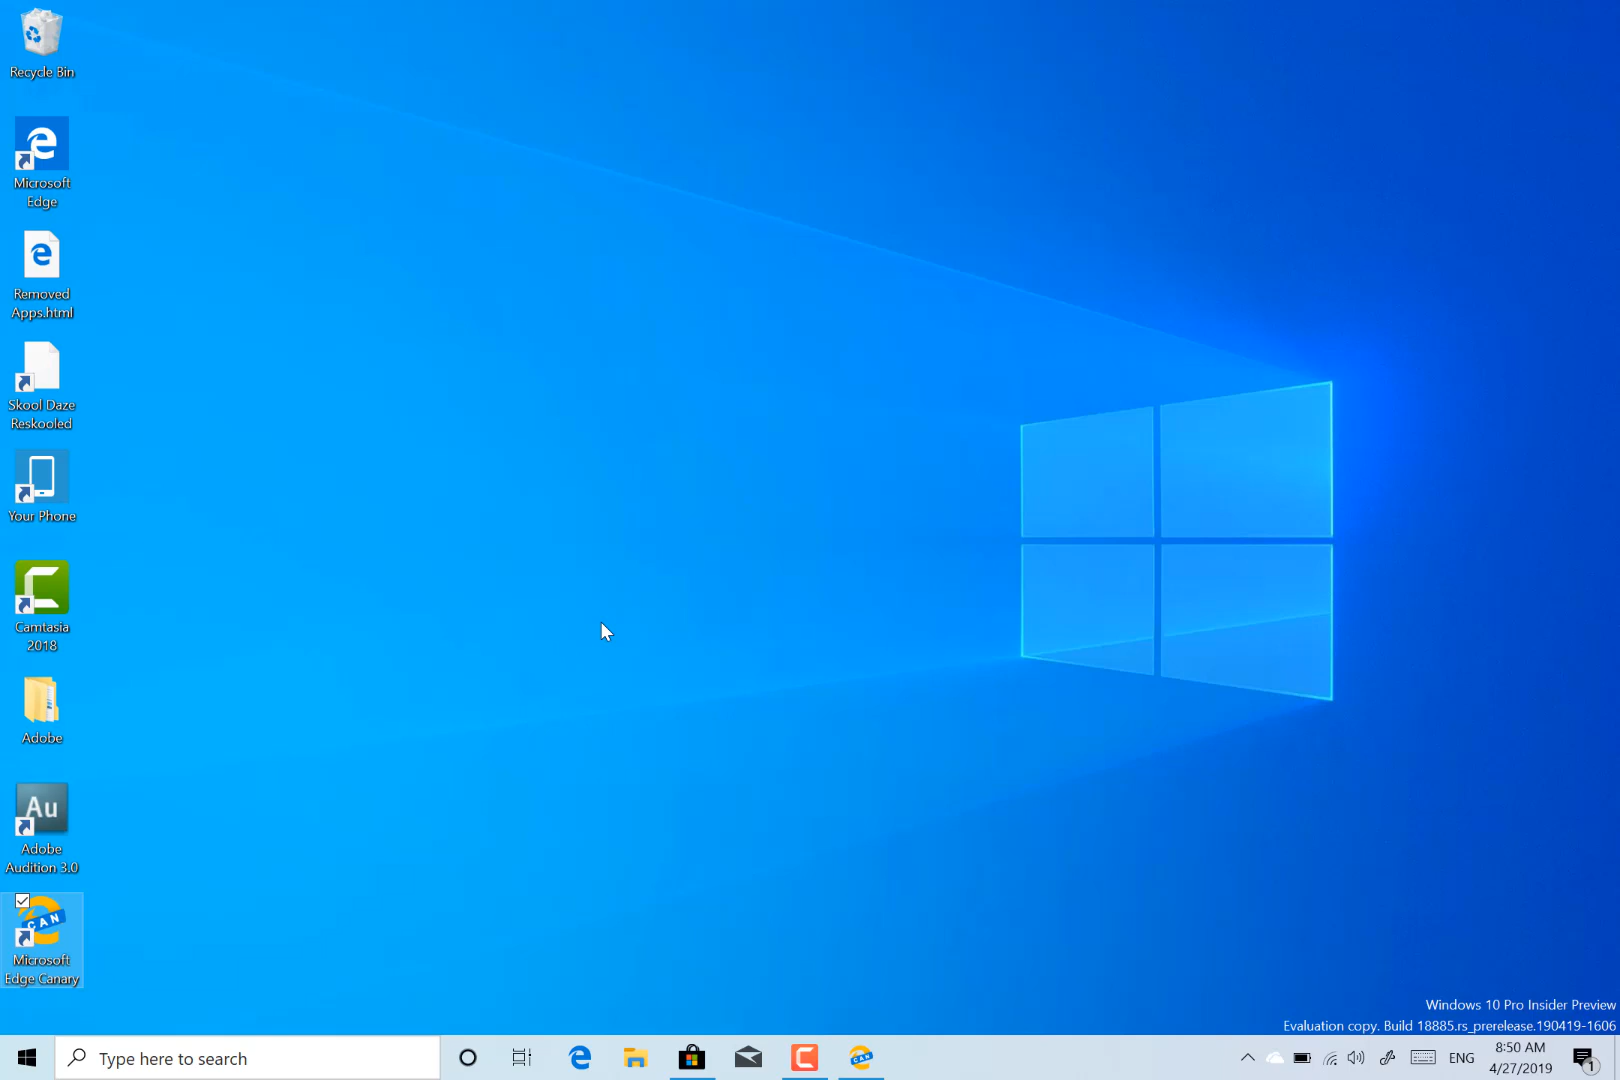 Recycle Bin
Microsoft
Edge
Removed
Apps.html
Skool Daze
Reskooled
Your Phone
Camtasia
2018
Adobe
Au
Adobe
Audition 3.0
CAN
Microsoft
Edge Canary
Windows 10 Pro Insider Preview
Evaluation copy. Build 18885.rs_prerelease.190419-1606
Type here to search
CAN
ENG
8:50 AM
4/27/2019
1